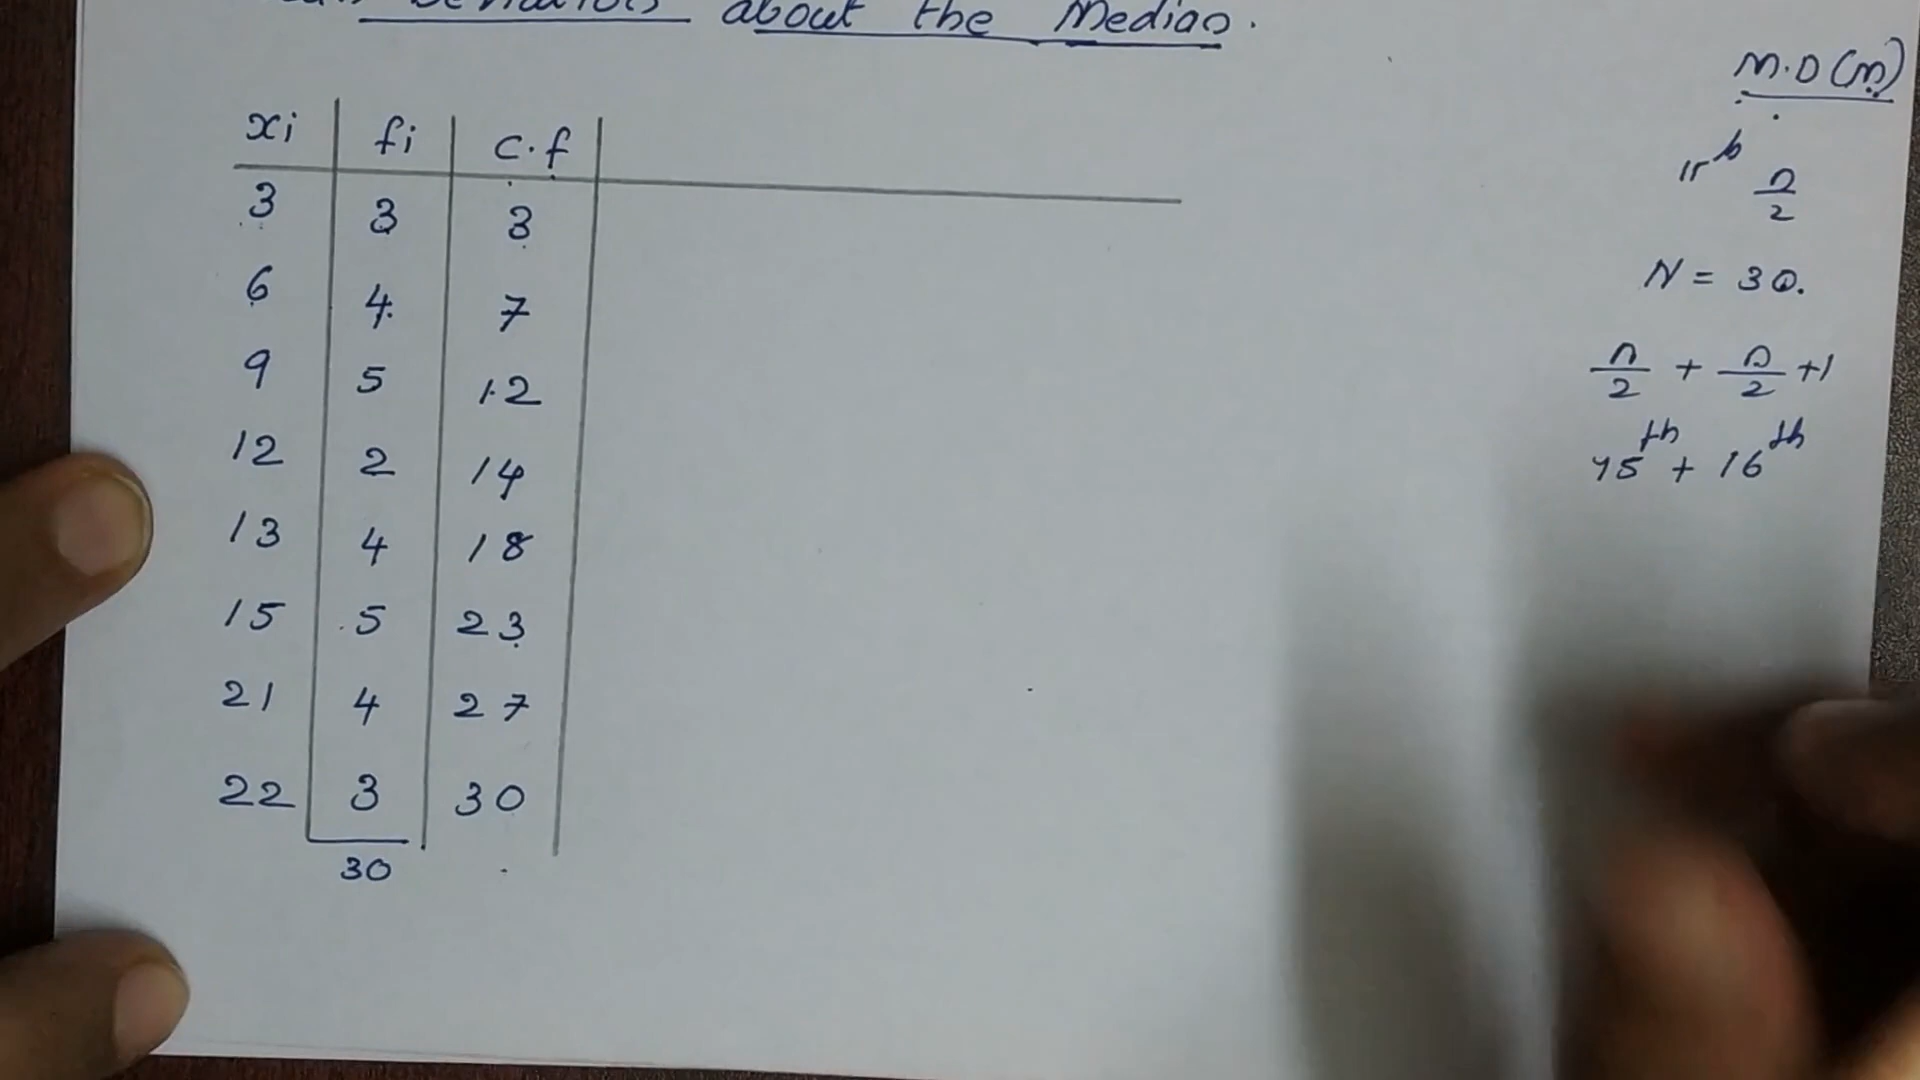 about the Median.
M.D (M)
xi fi c.f
n/2
3 3 3
N = 30.
6 4 7
n/2 + n/2 +1
9 5 12
15th + 16th
12 2 14
13 4 18
15 5 23
21 4 27
22 3 30
30